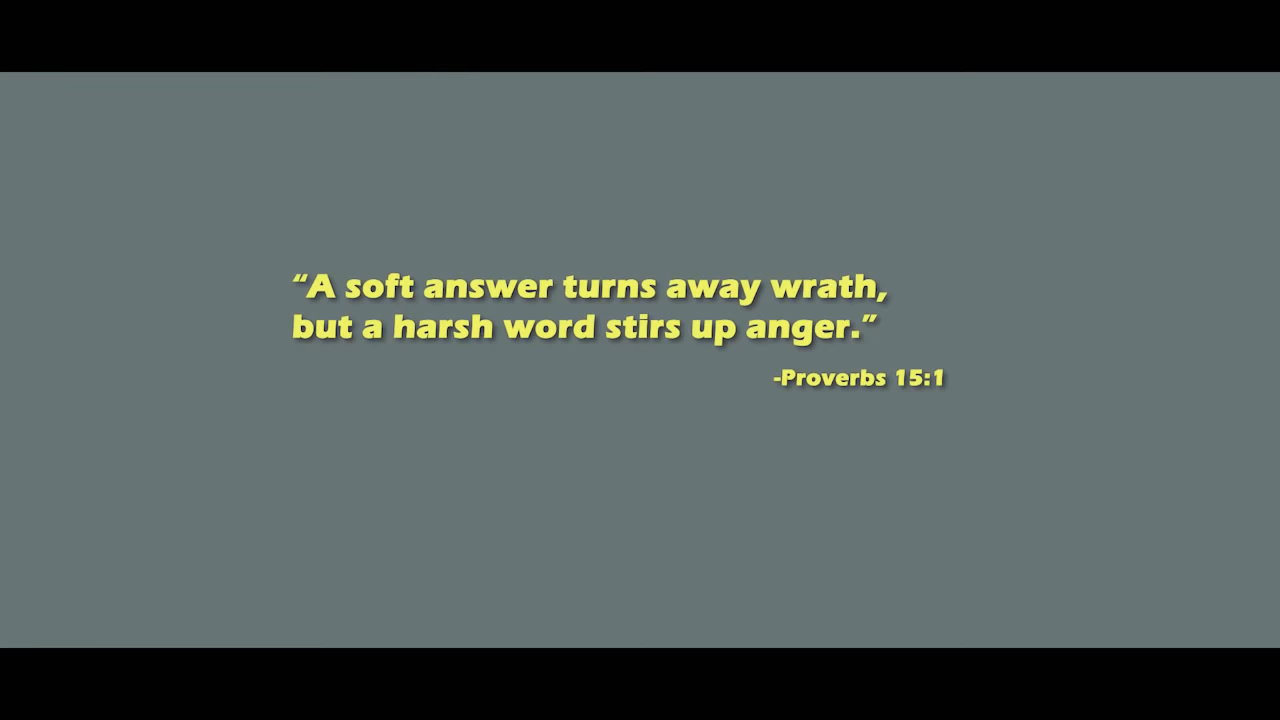 “A soft answer turns away wrath,
but a harsh word stirs up anger.”
-Proverbs 15:1